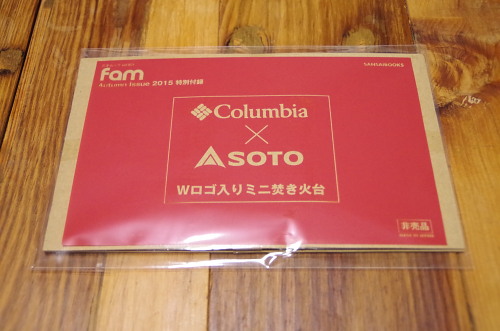 fam
SANSAIBOOKS
Autumn Issue 2015 特別付録
Columbia
×
SOTO
Wロゴ入りミニ焚き火台
非売品